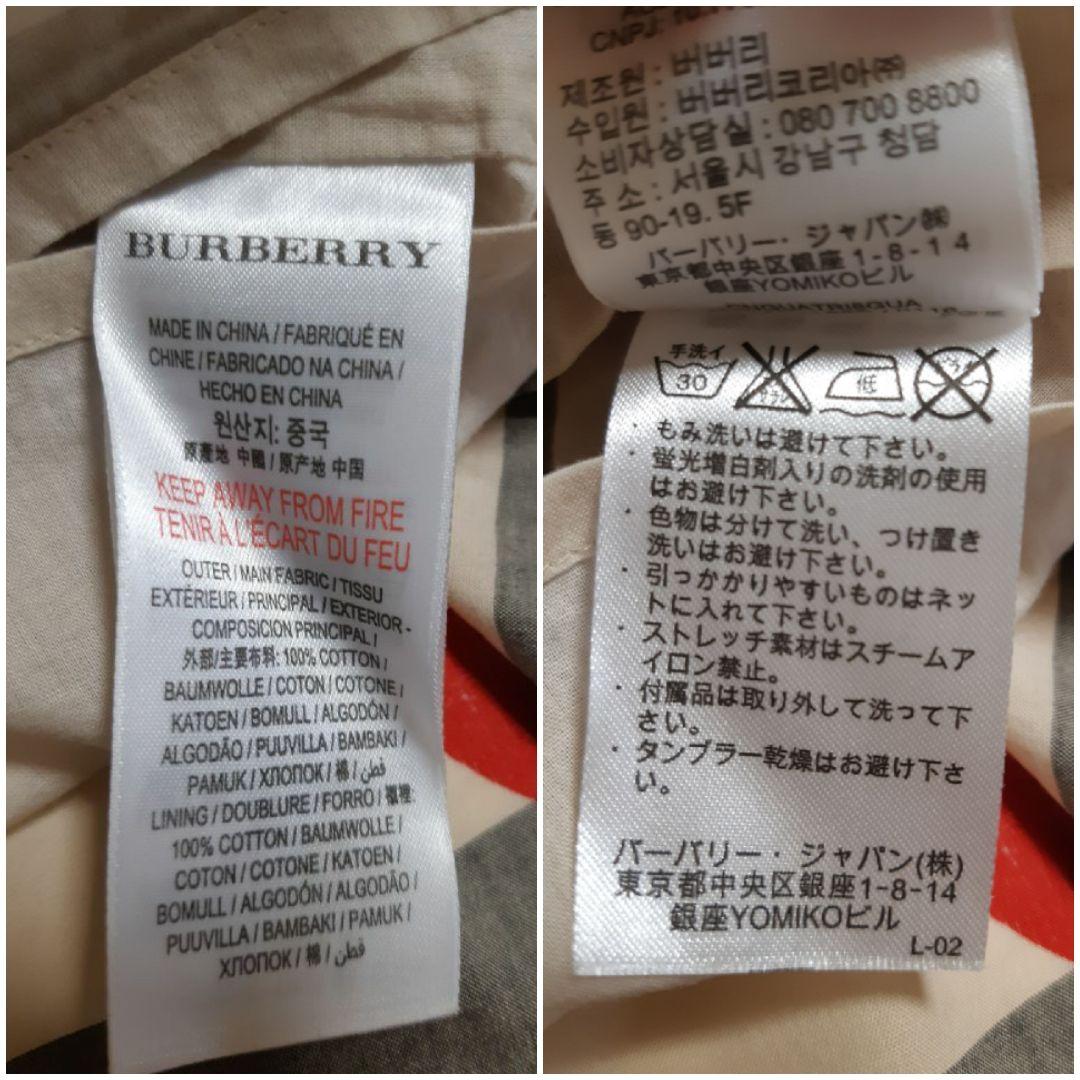 BURBERRY
MADE IN CHINA / FABRIQUÉ EN
CHINE / FABRICADO NA CHINA /
HECHO EN CHINA
원산지: 중국
原產地 中國 / 原产地 中国
KEEP AWAY FROM FIRE
TENIR À L'ÉCART DU FEU
OUTER / MAIN FABRIC / TISSU
EXTÉRIEUR / PRINCIPAL / EXTERIOR -
COMPOSICION PRINCIPAL /
外部/主要布料: 100% COTTON /
BAUMWOLLE / COTON / COTONE /
KATOEN / BOMULL / ALGODÓN /
ALGODÃO / PUUVILLA / BAMBAKI /
PAMUK / ХЛОПОК / 棉 / قطن /
LINING / DOUBLURE / FORRO / 襯裡:
100% COTTON / BAUMWOLLE /
COTON / COTONE / KATOEN /
BOMULL / ALGODÓN / ALGODÃO /
PUUVILLA / BAMBAKI / PAMUK /
ХЛОПОК / 棉 / قطن
CNPJ:
제조원 : 버버리
수입원 : 버버리코리아㈜
소비자상담실 : 080 700 8800
주 소 : 서울시 강남구 청담
동 90-19. 5F
バーバリー・ジャパン㈱
東京都中央区銀座1-8-14
銀座YOMIKOビル
手洗イ
30
低
・もみ洗いは避けて下さい。
・蛍光増白剤入りの洗剤の使用
はお避け下さい。
・色物は分けて洗い、つけ置き
洗いはお避け下さい。
・引っかかりやすいものはネッ
トに入れて下さい。
・ストレッチ素材はスチームア
イロン禁止。
・付属品は取り外して洗って下
さい。
・タンブラー乾燥はお避け下さ
い。
バーバリー・ジャパン(株)
東京都中央区銀座1-8-14
銀座YOMIKOビル
L-02